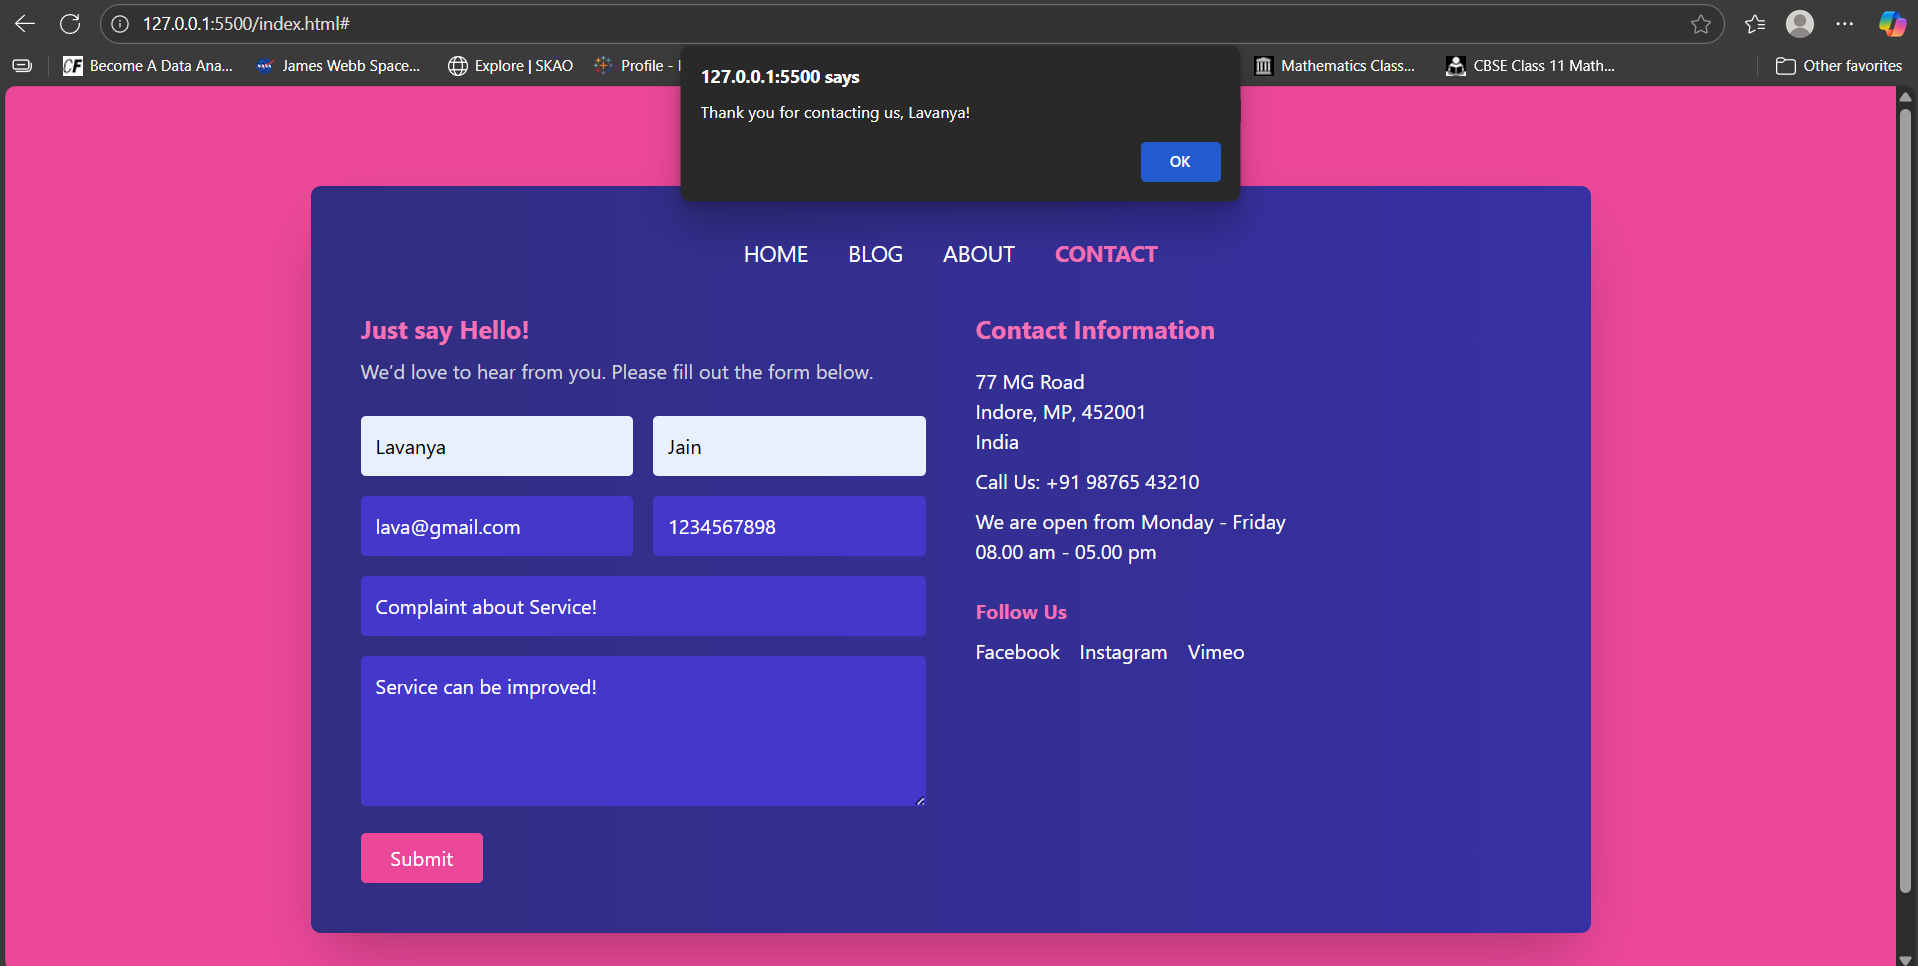 127.0.0.1:5500/index.html#
CF Become A Data Ana... NASA James Webb Space... Explore | SKAO Profile - Mathematics Class... CBSE Class 11 Math... Other favorites
127.0.0.1:5500 says
Thank you for contacting us, Lavanya!
OK
HOME BLOG ABOUT CONTACT
Just say Hello!
We’d love to hear from you. Please fill out the form below.
Lavanya Jain
lava@gmail.com 1234567898
Complaint about Service!
Service can be improved!
Submit
Contact Information
77 MG Road
Indore, MP, 452001
India
Call Us: +91 98765 43210
We are open from Monday - Friday
08.00 am - 05.00 pm
Follow Us
Facebook Instagram Vimeo